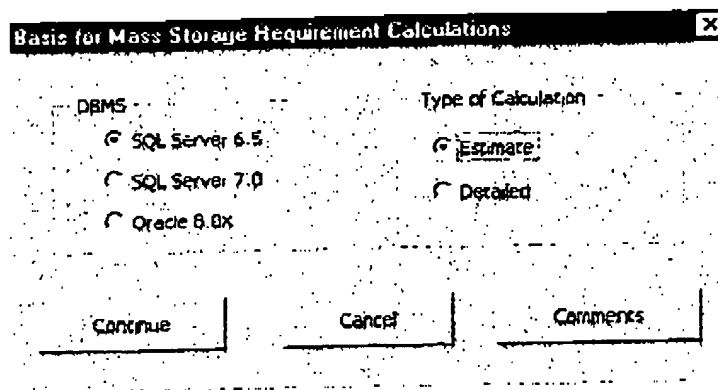 Basis for Mass Storage Requirement Calculations
DBMS
SQL Server 6.5
SQL Server 7.0
Oracle 8.0X
Type of Calculation
Estimate
Detailed
Continue
Cancel
Comments